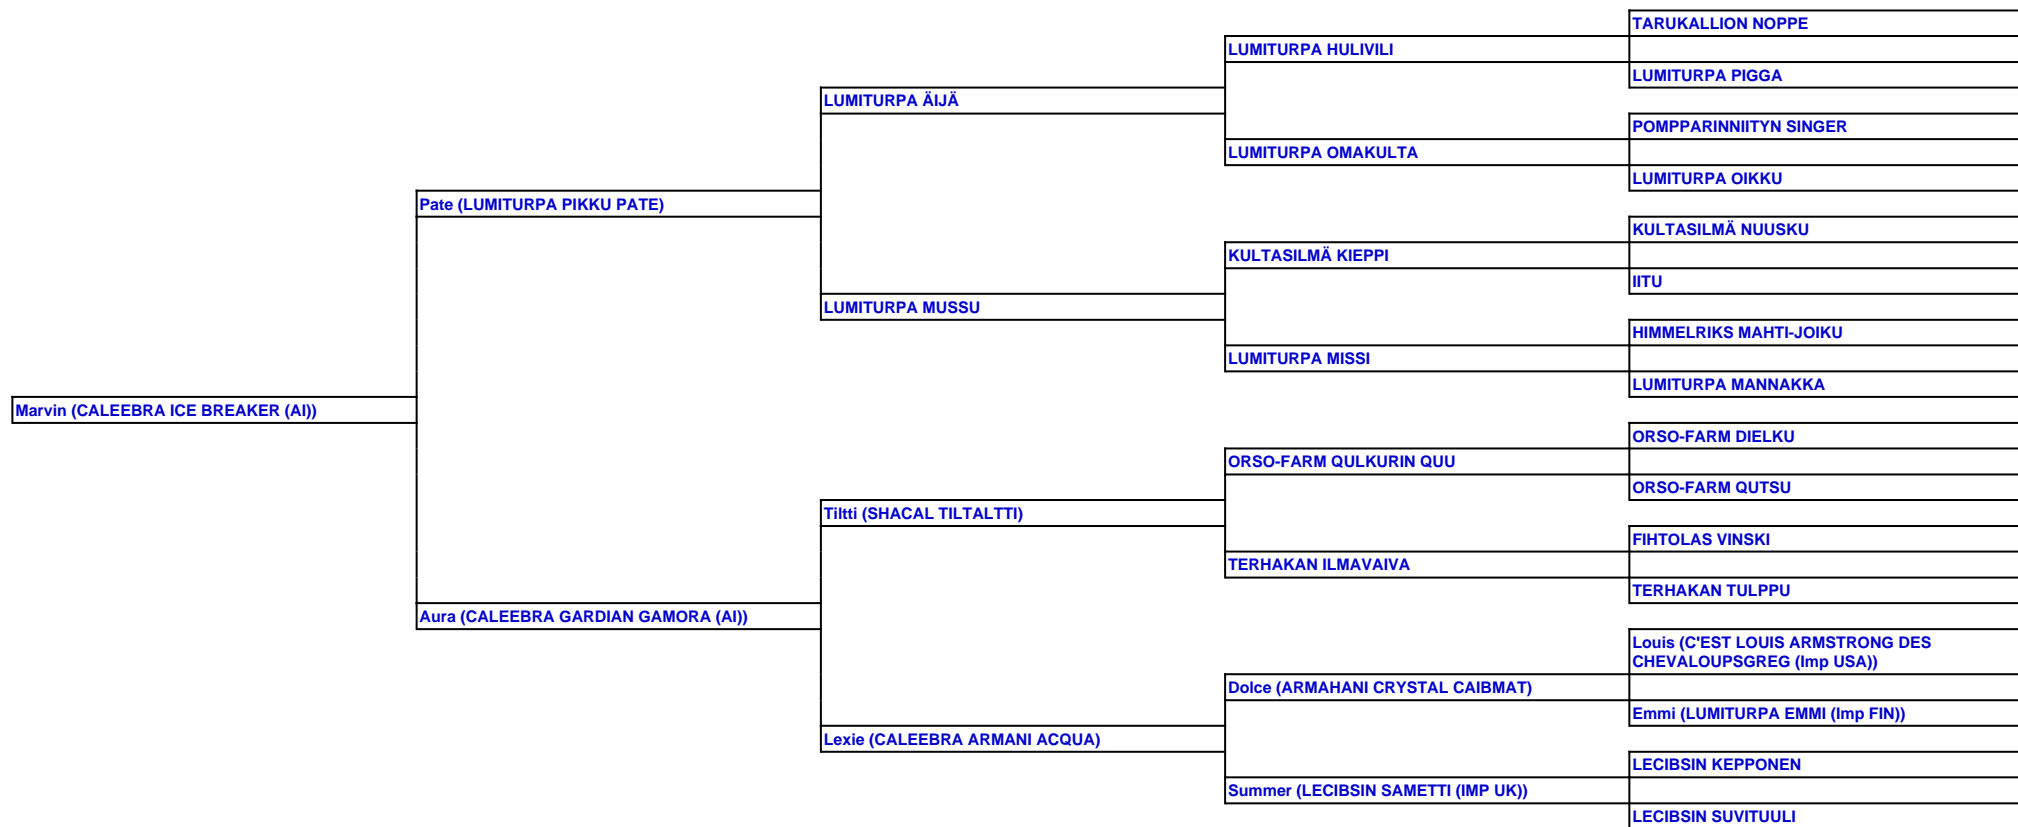 TARUKALLION NOPPE
LUMITURPA HULIVILI
LUMITURPA PIGGA
LUMITURPA ÄIJÄ
POMPPARINNIITYN SINGER
LUMITURPA OMAKULTA
LUMITURPA OIKKU
Pate (LUMITURPA PIKKU PATE)
KULTASILMÄ NUUSKU
KULTASILMÄ KIEPPI
IITU
LUMITURPA MUSSU
HIMMELRIKS MAHTI-JOIKU
LUMITURPA MISSI
LUMITURPA MANNAKKA
Marvin (CALEEBRA ICE BREAKER (AI))
ORSO-FARM DIELKU
ORSO-FARM QULKURIN QUU
ORSO-FARM QUTSU
Tiltti (SHACAL TILTALTTI)
FIHTOLAS VINSKI
TERHAKAN ILMAVAIVA
TERHAKAN TULPPU
Aura (CALEEBRA GARDIAN GAMORA (AI))
Louis (C'EST LOUIS ARMSTRONG DES
CHEVALOUPSGREG (Imp USA))
Dolce (ARMAHANI CRYSTAL CAIBMAT)
Emmi (LUMITURPA EMMI (Imp FIN))
Lexie (CALEEBRA ARMANI ACQUA)
LECIBSIN KEPPONEN
Summer (LECIBSIN SAMETTI (IMP UK))
LECIBSIN SUVITUULI